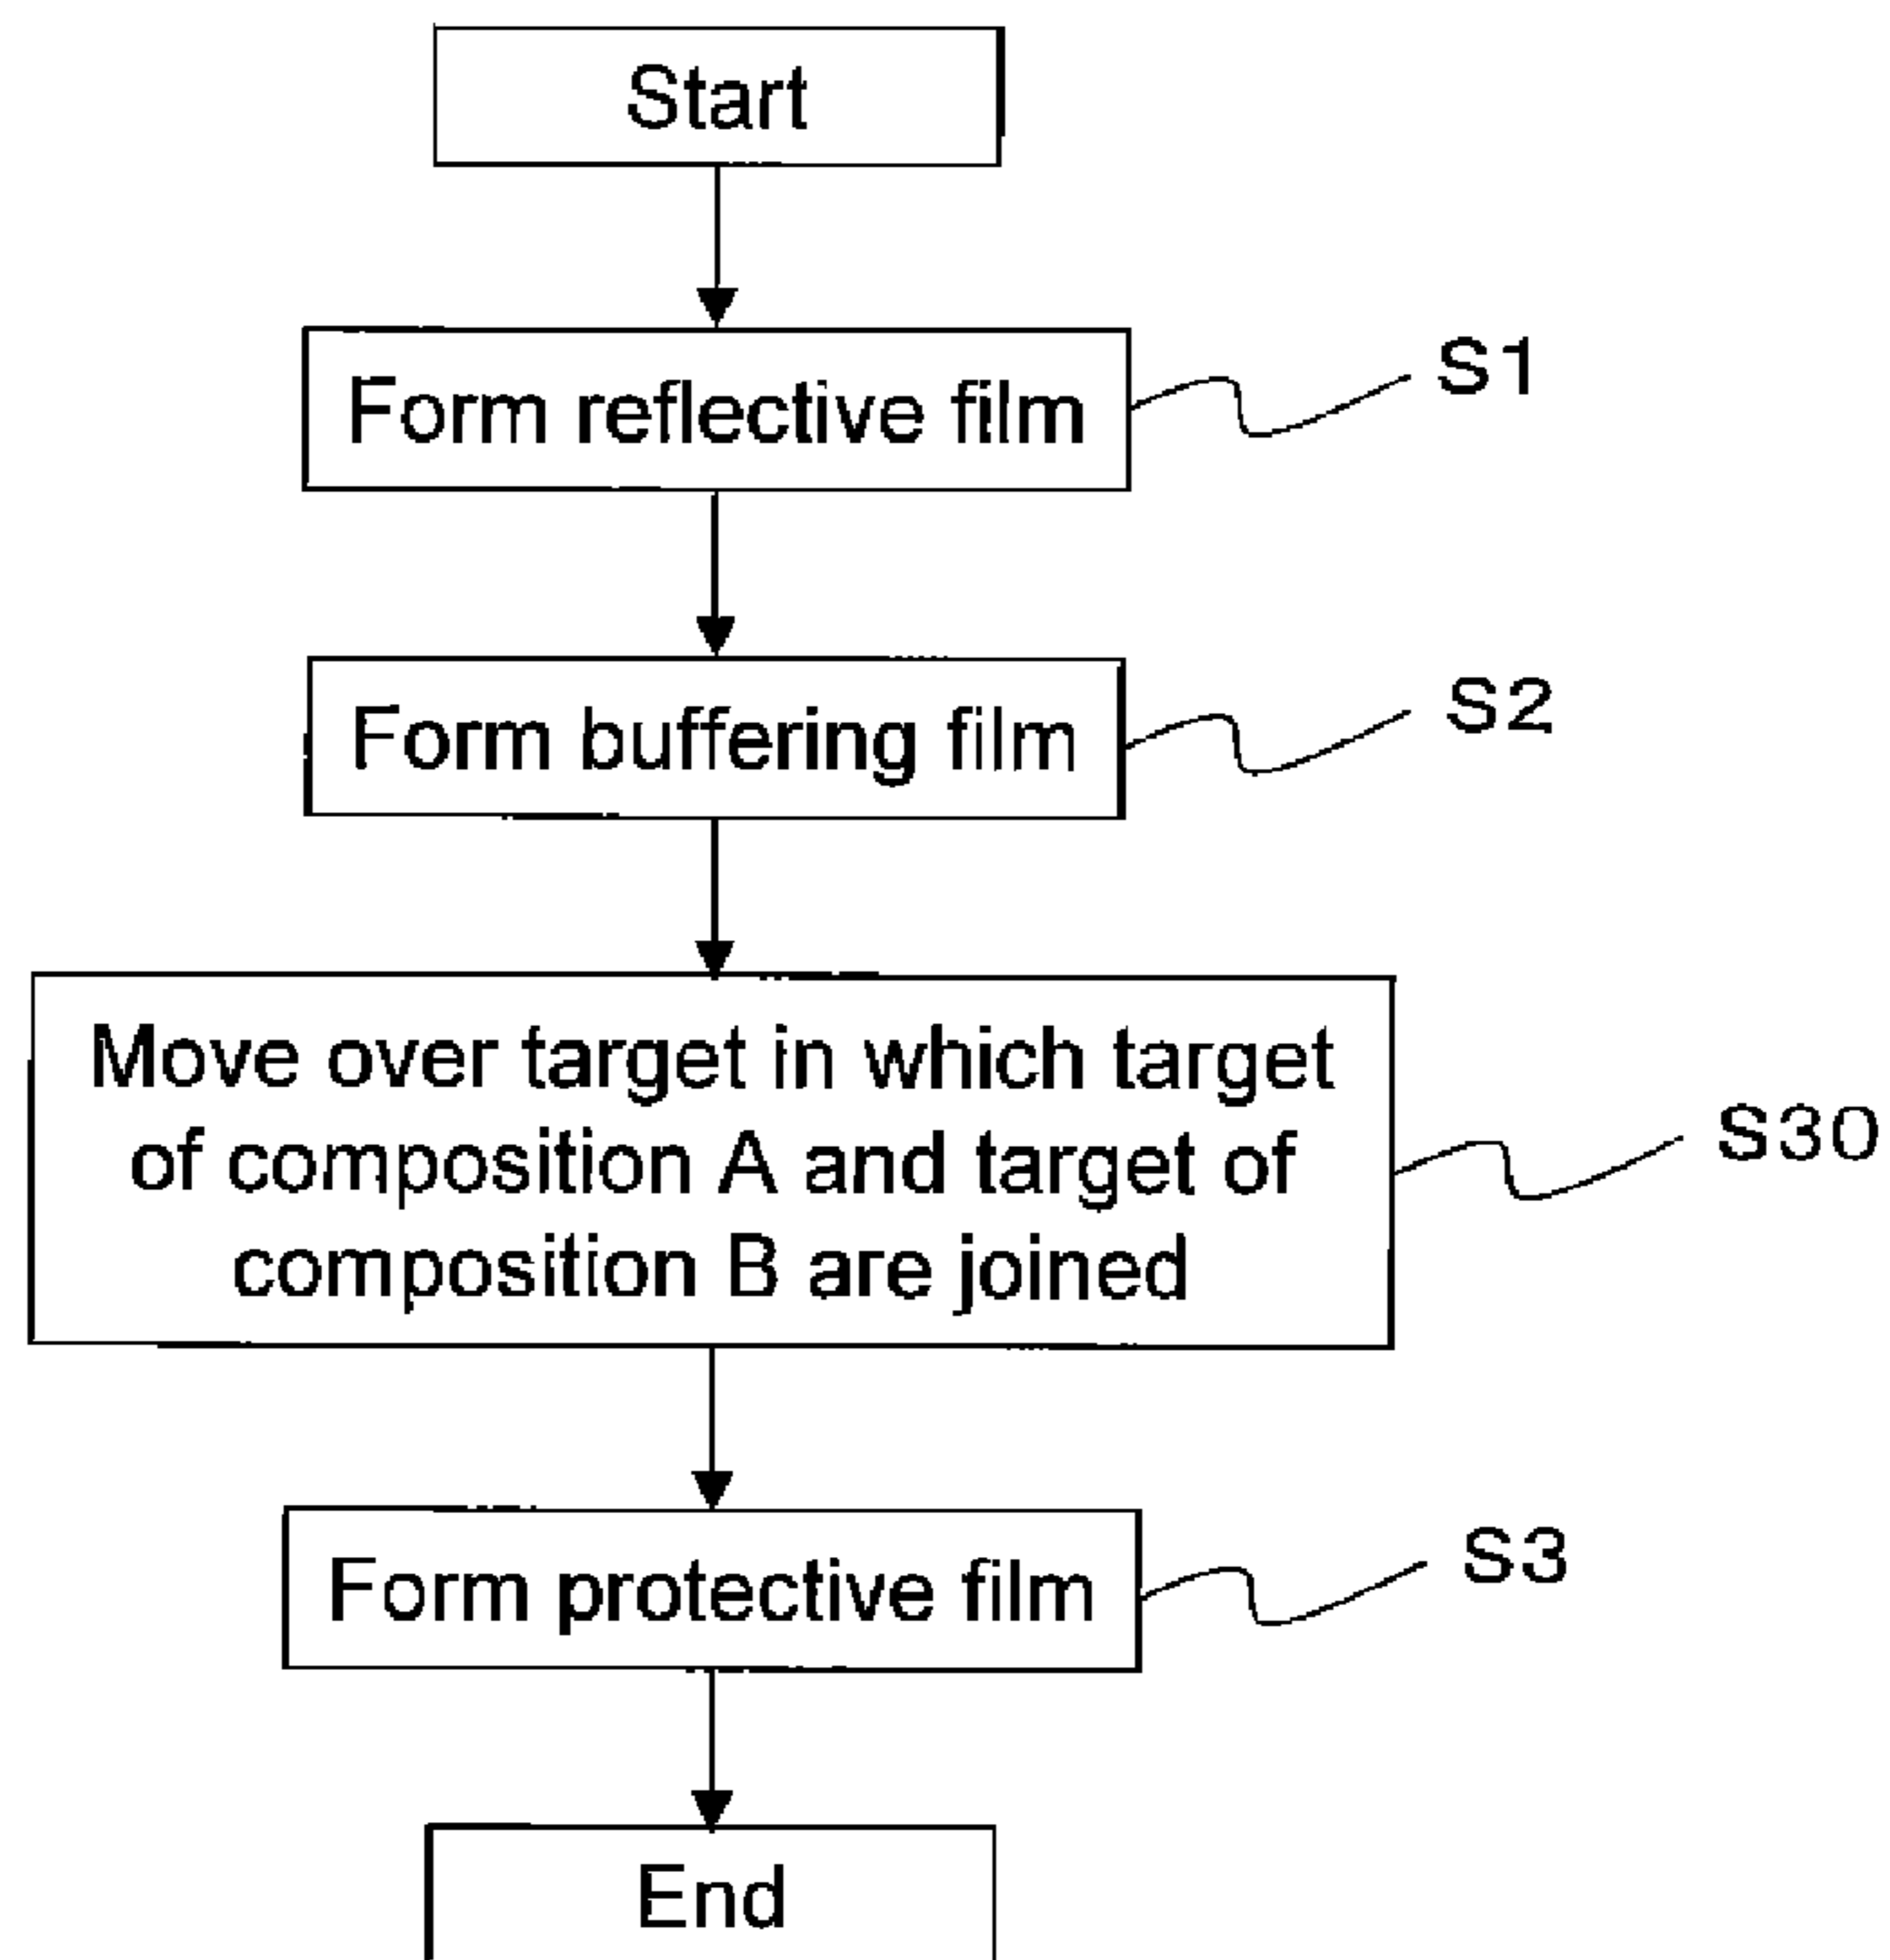 Start
Form reflective film
S1
Form buffering film
S2
Move over target in which target
of composition A and target of
composition B are joined
S30
Form protective film
S3
End